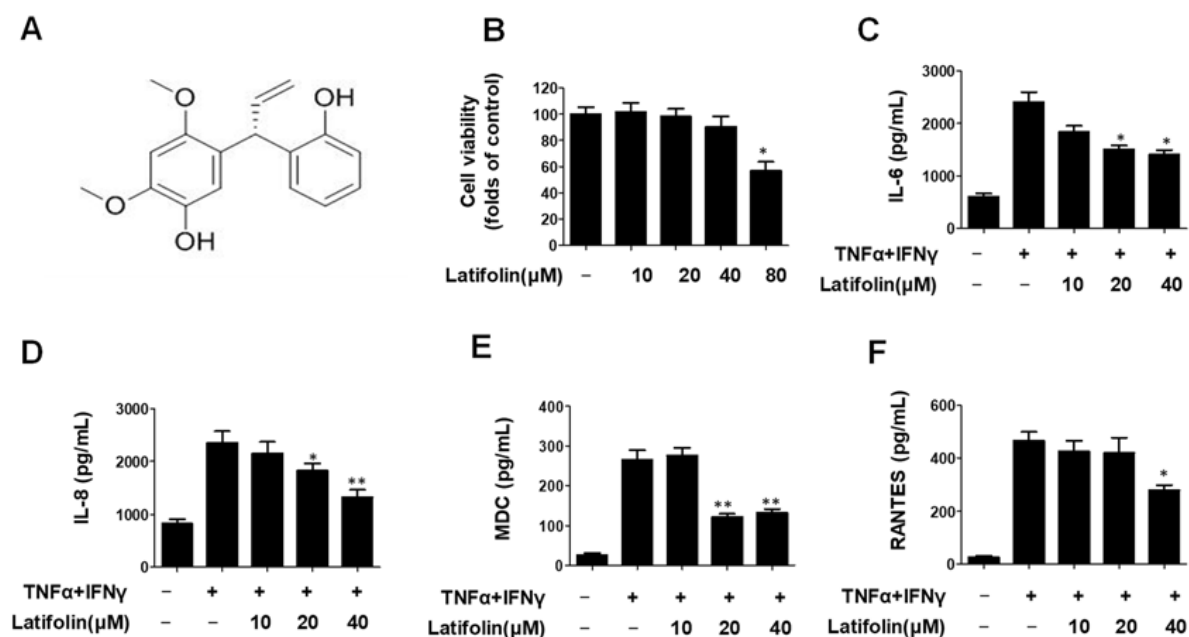 A
O
OH
O
OH
B
Cell viability
(folds of control)
120
100
80
60
40
20
0
Latifolin(μM) – 10 20 40 80
C
IL-6 (pg/mL)
3000
2000
1000
0
TNFα+IFNγ – + + + +
Latifolin(μM) – – 10 20 40
*
*
*
D
IL-8 (pg/mL)
3000
2000
1000
0
*
**
TNFα+IFNγ – + + + +
Latifolin(μM) – – 10 20 40
E
MDC (pg/mL)
400
300
200
100
0
**
**
TNFα+IFNγ – + + + +
Latifolin(μM) – – 10 20 40
F
RANTES (pg/mL)
600
400
200
0
*
TNFα+IFNγ – + + + +
Latifolin(μM) – – 10 20 40